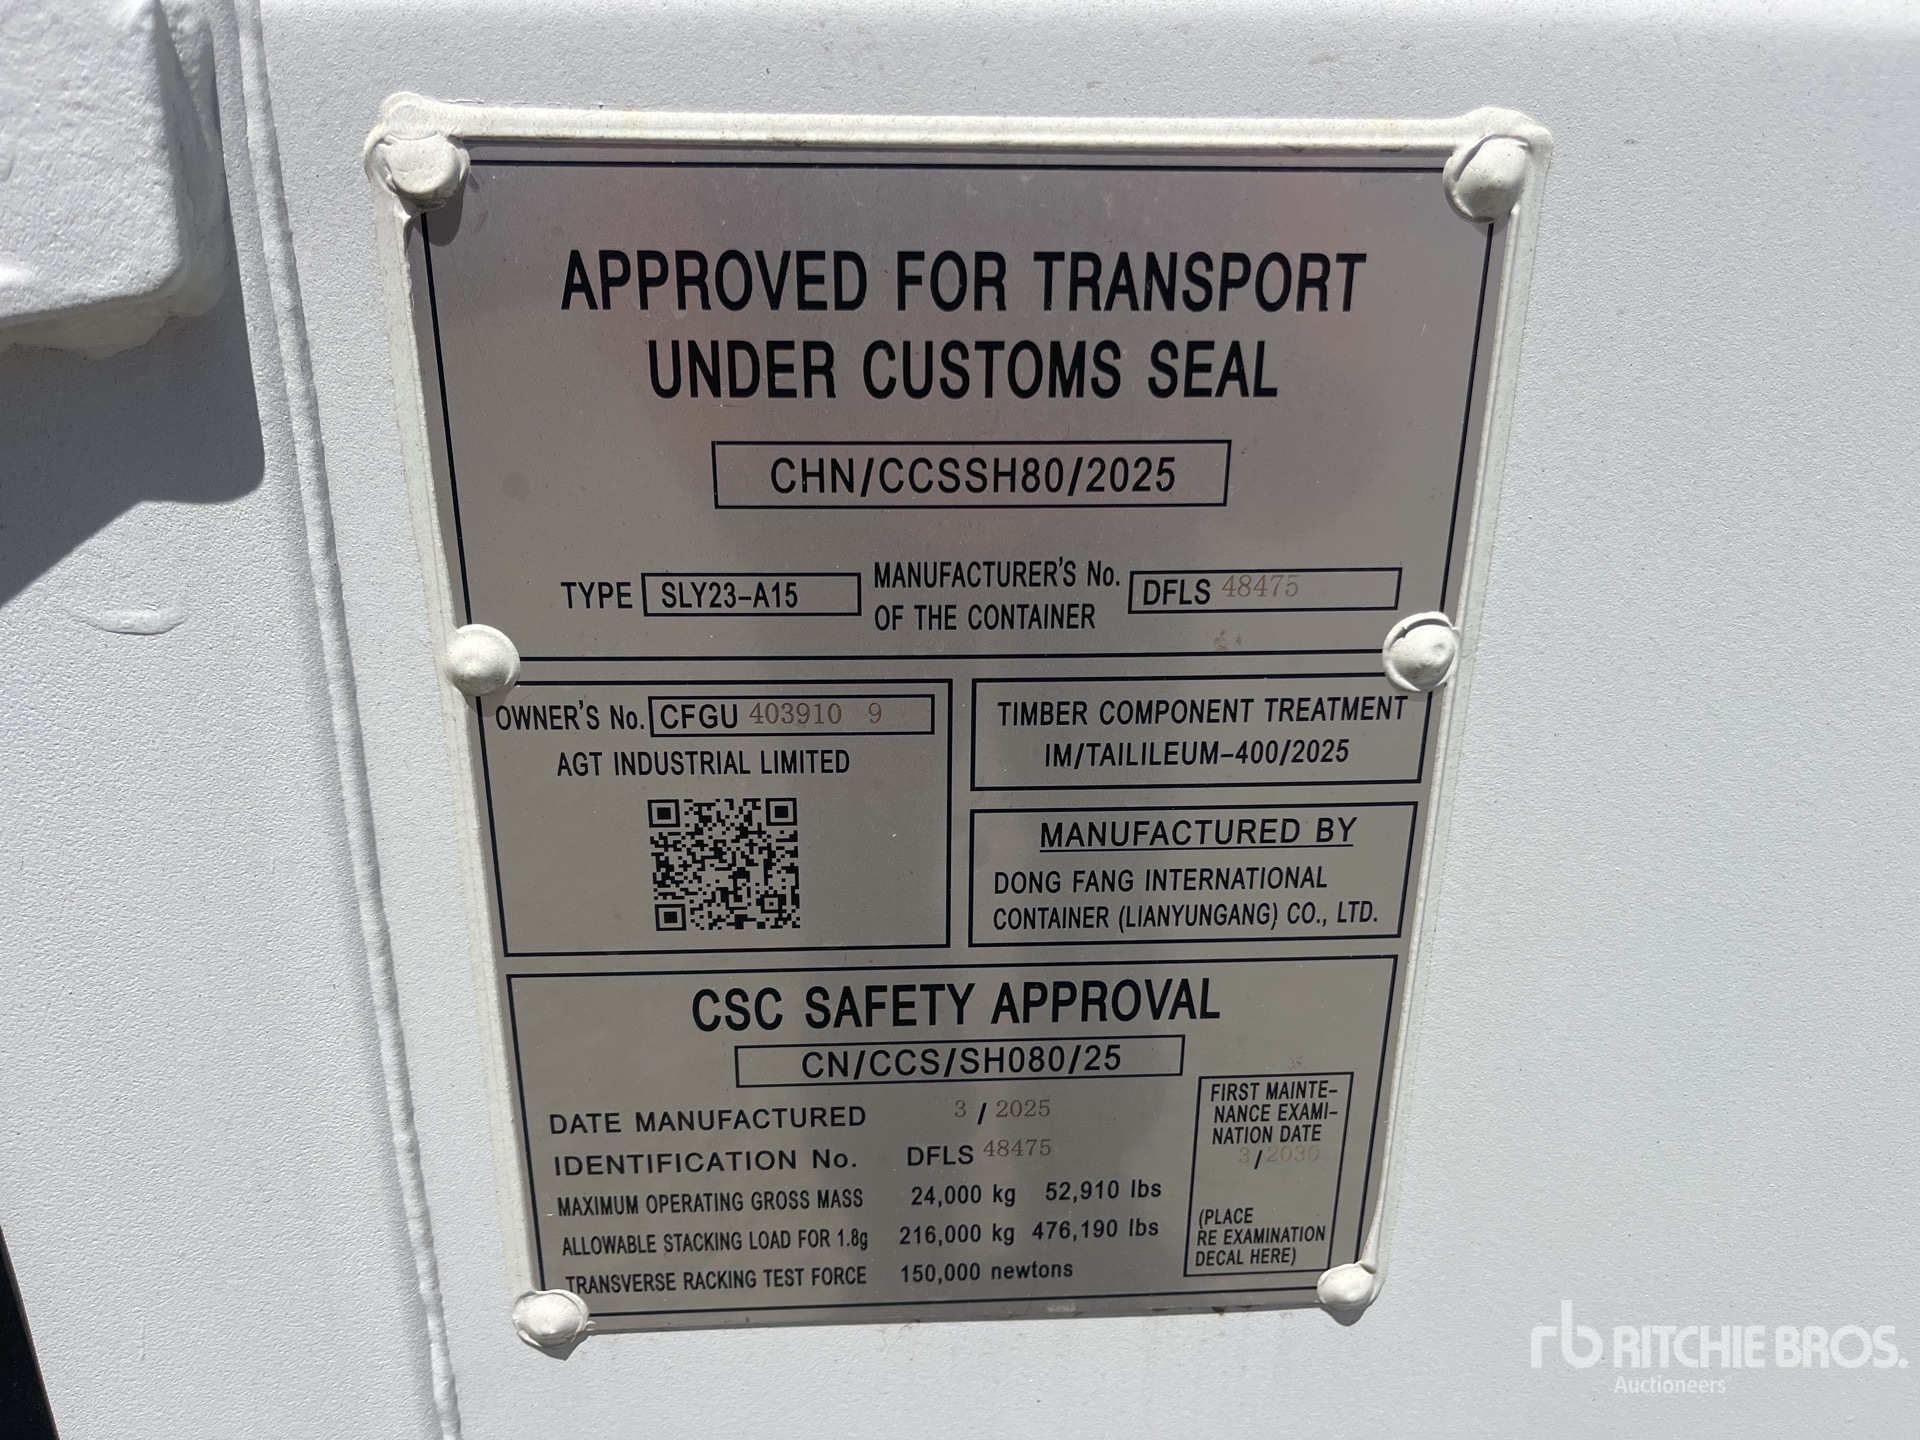 APPROVED FOR TRANSPORT
UNDER CUSTOMS SEAL
CHN/CCSSH80/2025
TYPE SLY23-A15
MANUFACTURER'S No.
OF THE CONTAINER
DFLS 48475
OWNER'S No. CFGU 403910 9
AGT INDUSTRIAL LIMITED
TIMBER COMPONENT TREATMENT
IM/TAILILEUM-400/2025
MANUFACTURED BY
DONG FANG INTERNATIONAL
CONTAINER (LIANYUNGANG) CO., LTD.
CSC SAFETY APPROVAL
CN/CCS/SH080/25
DATE MANUFACTURED 3 / 2025
IDENTIFICATION No. DFLS 48475
MAXIMUM OPERATING GROSS MASS 24,000 kg 52,910 lbs
ALLOWABLE STACKING LOAD FOR 1.8g 216,000 kg 476,190 lbs
TRANSVERSE RACKING TEST FORCE 150,000 newtons
FIRST MAINTE-
NANCE EXAMI-
NATION DATE
3/2030
(PLACE
RE EXAMINATION
DECAL HERE)
rb RITCHIE BROS.
Auctioneers